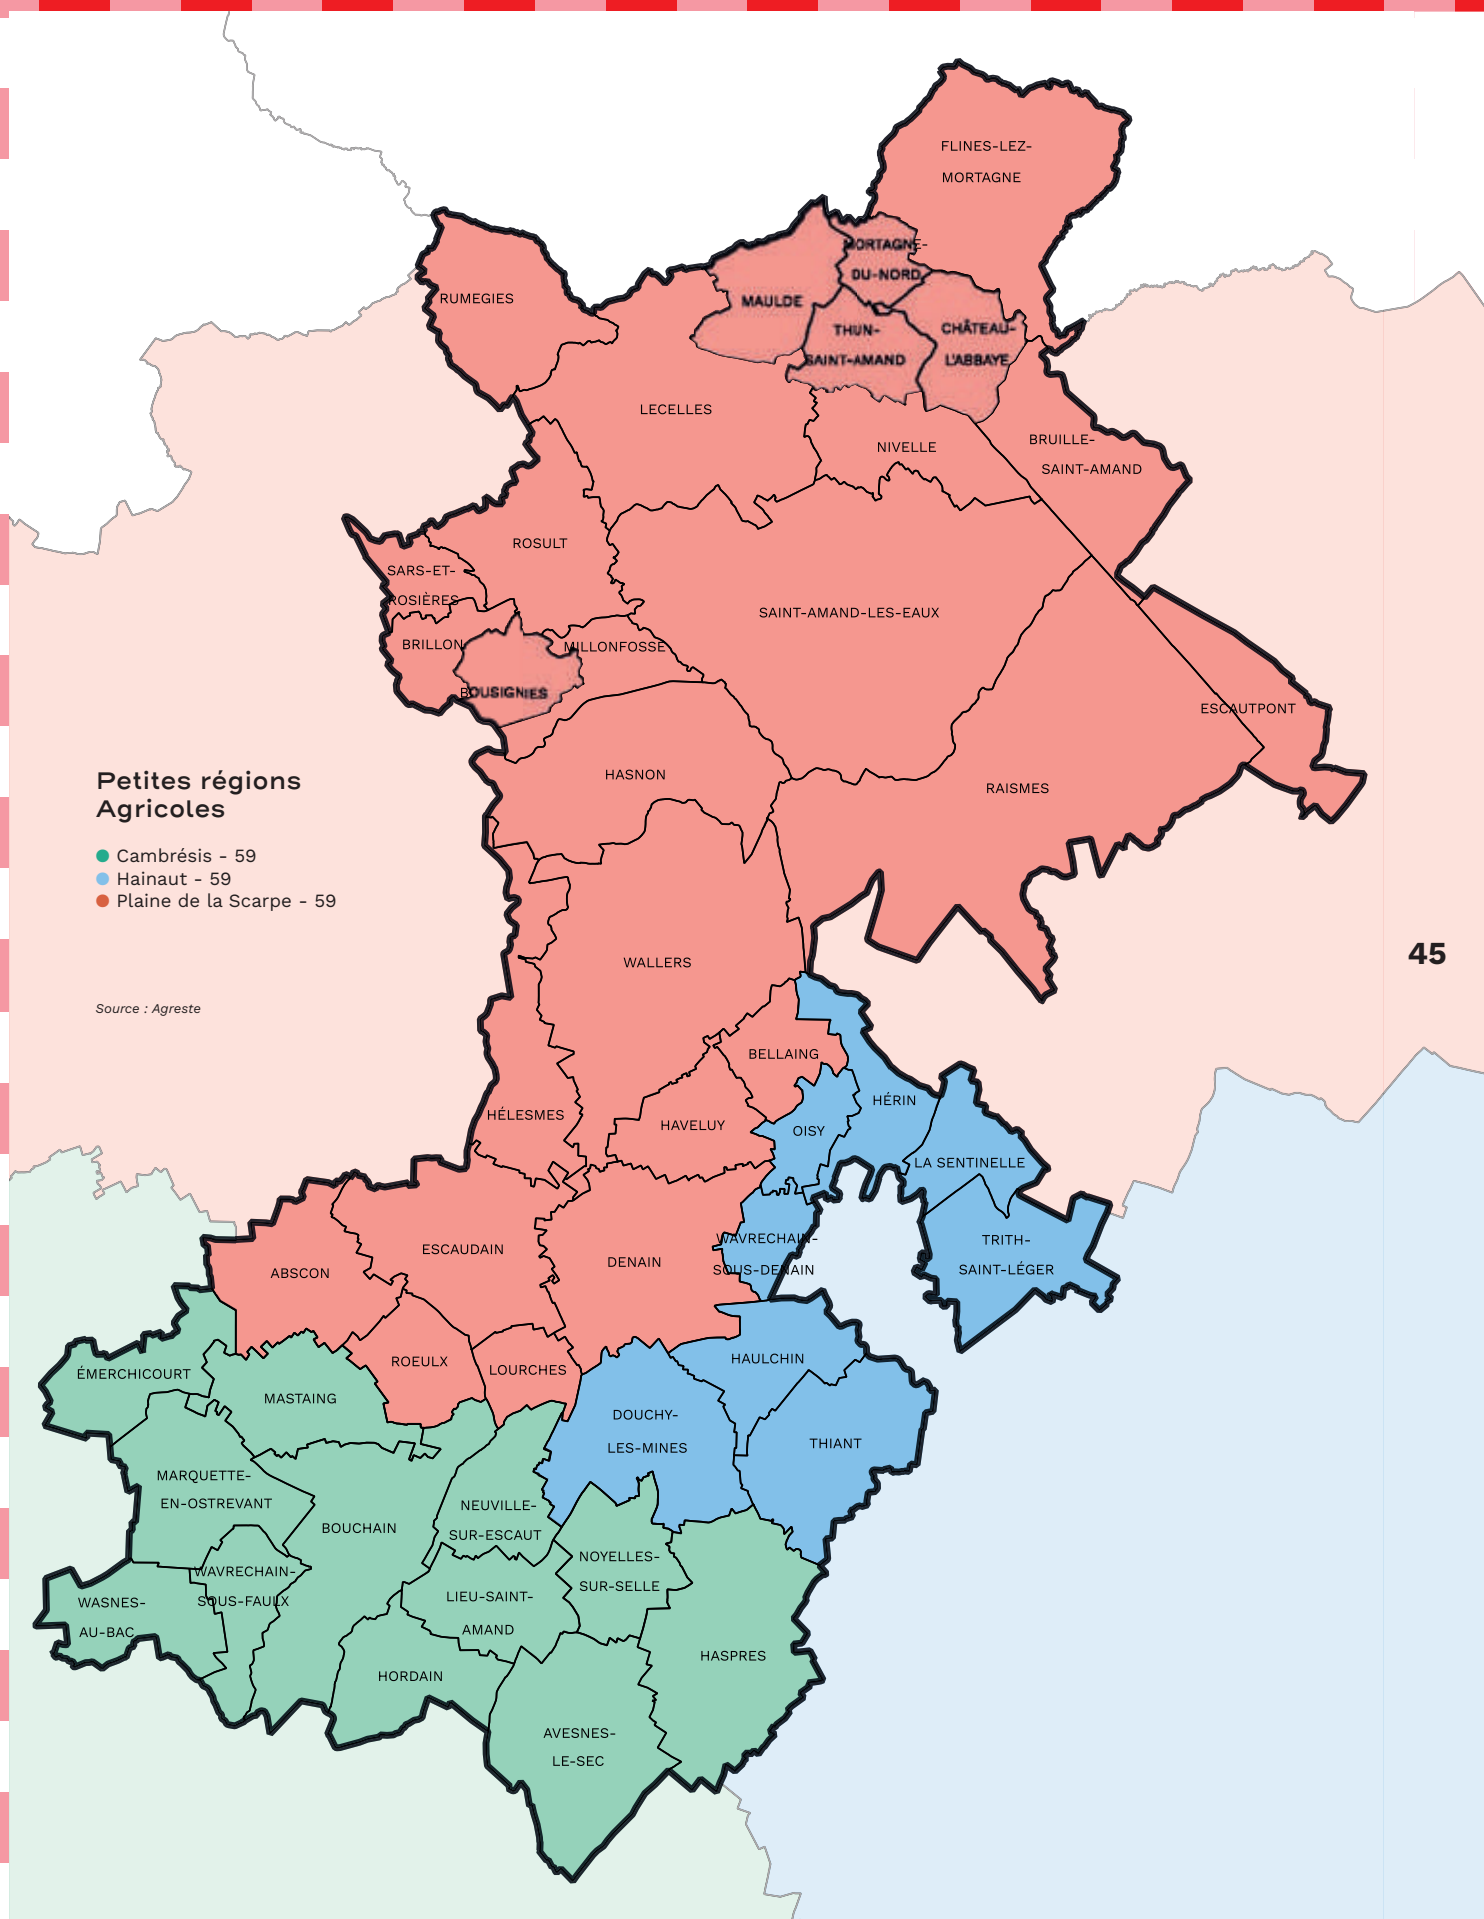 FLINES-LEZ-
MORTAGNE
MORTAGNE-
DU-NORD
RUMEGIES
MAULDE
THUN-
SAINT-AMAND
CHÂTEAU-
L'ABBAYE
LECELLES
NIVELLE
BRUILLE-
SAINT-AMAND
ROSULT
SARS-ET-
ROSIÈRES
SAINT-AMAND-LES-EAUX
BRILLON
MILLONFOSSE
BOUSIGNIES
ESCAUTPONT
HASNON
RAISMES
Petites régions
Agricoles
Cambrésis - 59
Hainaut - 59
Plaine de la Scarpe - 59
Source : Agreste
45
WALLERS
BELLAING
HÉRIN
HÉLESMES
HAVELUY
OISY
LA SENTINELLE
WAVRECHAIN-
SOUS-DENAIN
TRITH-
SAINT-LÉGER
ESCAUDAIN
DENAIN
ABSCON
ROEULX
LOURCHES
HAULCHIN
ÉMERCHICOURT
MASTAING
DOUCHY-
LES-MINES
THIANT
MARQUETTE-
EN-OSTREVANT
BOUCHAIN
NEUVILLE-
SUR-ESCAUT
NOYELLES-
SUR-SELLE
WAVRECHAIN-
SOUS-FAULX
WASNES-
AU-BAC
LIEU-SAINT-
AMAND
HASPRES
HORDAIN
AVESNES-
LE-SEC